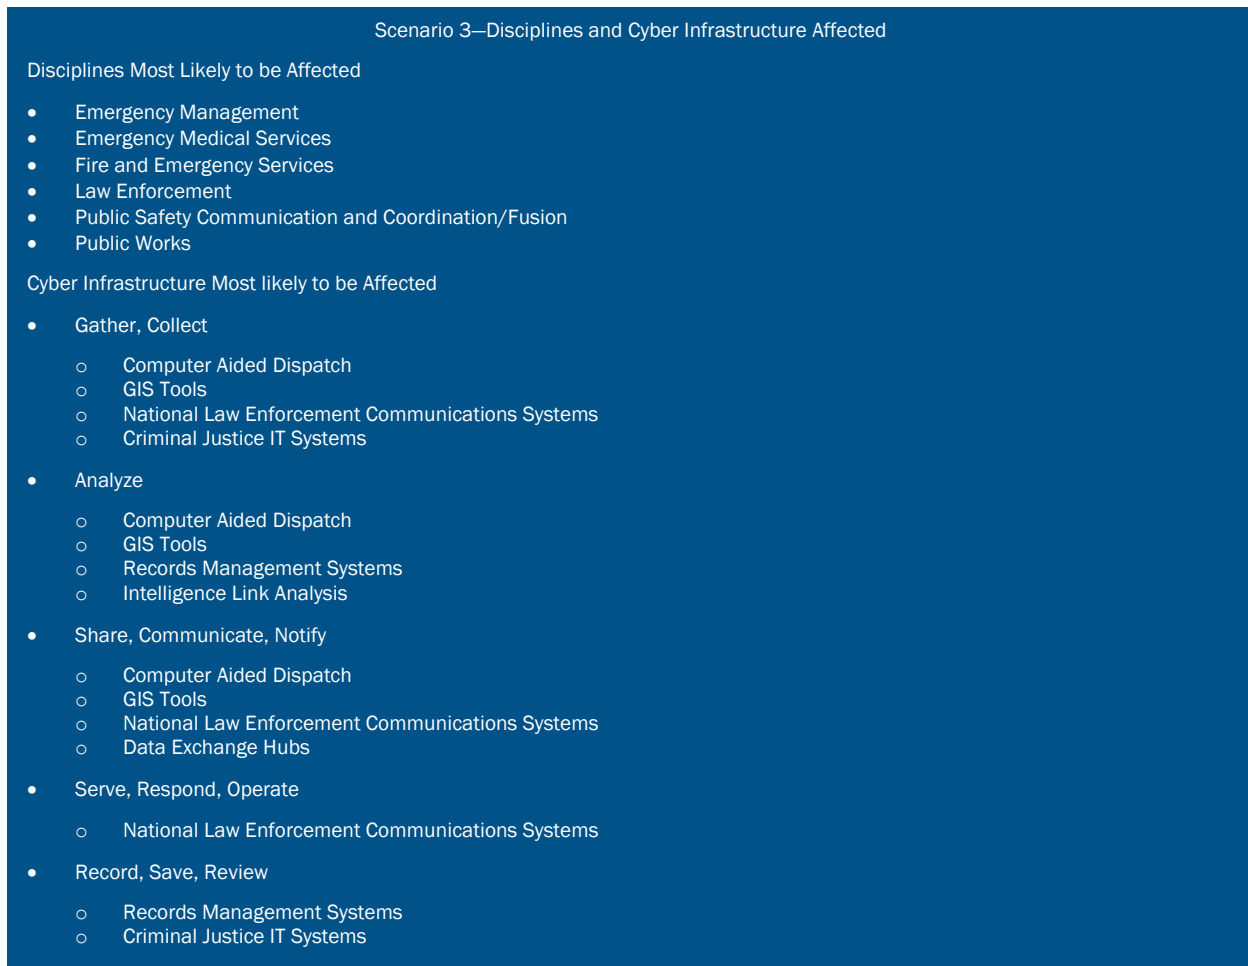 Scenario 3—Disciplines and Cyber Infrastructure Affected
Disciplines Most Likely to be Affected
• Emergency Management
• Emergency Medical Services
• Fire and Emergency Services
• Law Enforcement
• Public Safety Communication and Coordination/Fusion
• Public Works
Cyber Infrastructure Most likely to be Affected
• Gather, Collect
o Computer Aided Dispatch
o GIS Tools
o National Law Enforcement Communications Systems
o Criminal Justice IT Systems
• Analyze
o Computer Aided Dispatch
o GIS Tools
o Records Management Systems
o Intelligence Link Analysis
• Share, Communicate, Notify
o Computer Aided Dispatch
o GIS Tools
o National Law Enforcement Communications Systems
o Data Exchange Hubs
• Serve, Respond, Operate
o National Law Enforcement Communications Systems
• Record, Save, Review
o Records Management Systems
o Criminal Justice IT Systems